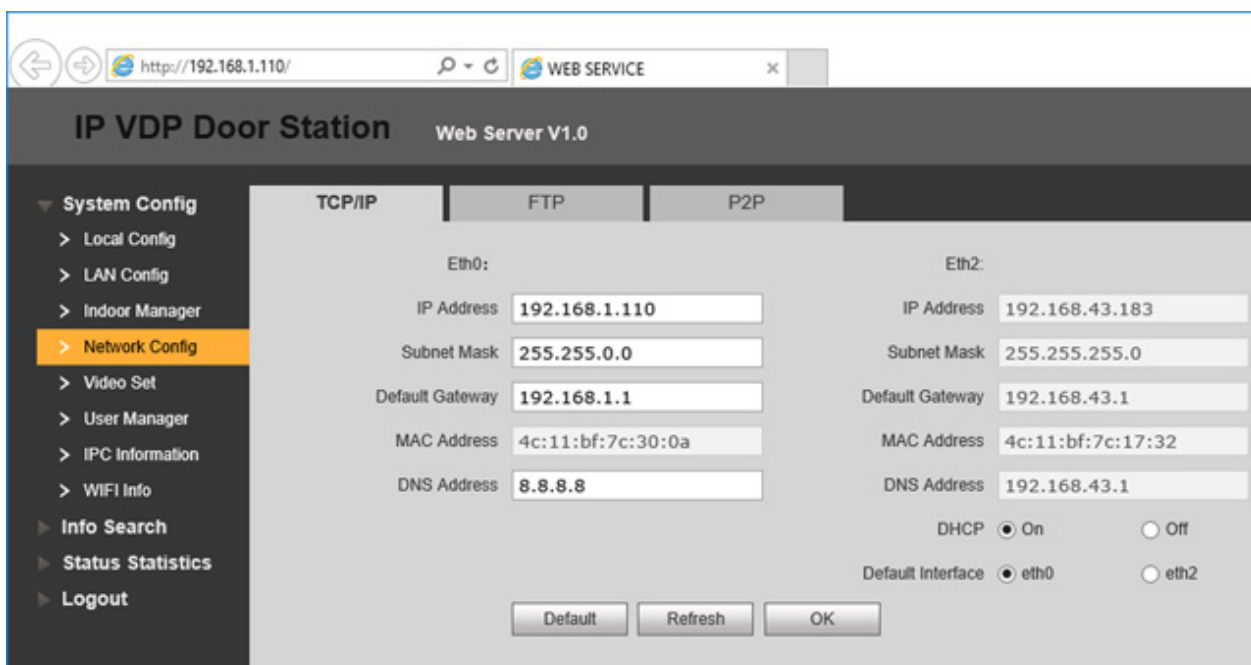 http://192.168.1.110/ WEB SERVICE
IP VDP Door Station Web Server V1.0
System Config
> Local Config
> LAN Config
> Indoor Manager
> Network Config
> Video Set
> User Manager
> IPC Information
> WIFI Info
Info Search
Status Statistics
Logout
TCP/IP FTP P2P
Eth0:
IP Address 192.168.1.110
Subnet Mask 255.255.0.0
Default Gateway 192.168.1.1
MAC Address 4c:11:bf:7c:30:0a
DNS Address 8.8.8.8
Eth2:
IP Address 192.168.43.183
Subnet Mask 255.255.255.0
Default Gateway 192.168.43.1
MAC Address 4c:11:bf:7c:17:32
DNS Address 192.168.43.1
DHCP On Off
Default Interface eth0 eth2
Default Refresh OK